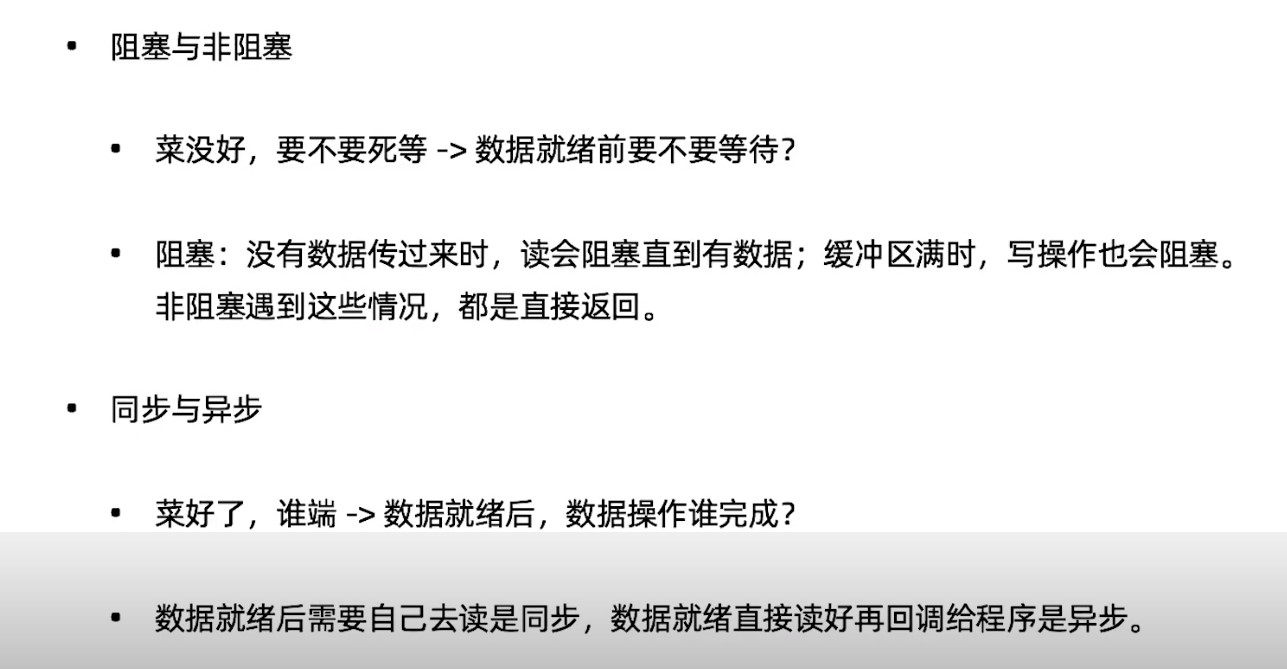 • 阻塞与非阻塞
• 菜没好，要不要死等 -> 数据就绪前要不要等待？
• 阻塞：没有数据传过来时，读会阻塞直到有数据；缓冲区满时，写操作也会阻塞。
非阻塞遇到这些情况，都是直接返回。
• 同步与异步
• 菜好了，谁端 -> 数据就绪后，数据操作谁完成？
• 数据就绪后需要自己去读是同步，数据就绪直接读好再回调给程序是异步。